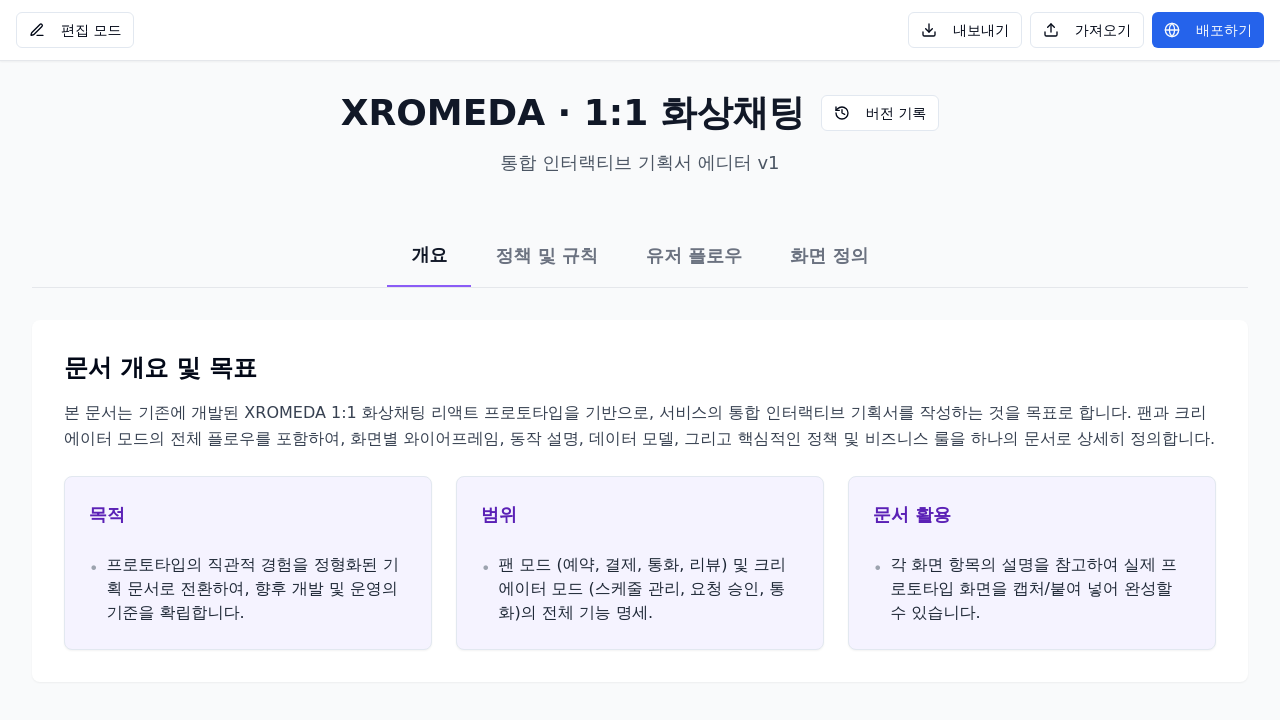 편집 모드
내보내기
가져오기
배포하기
XROMEDA · 1:1 화상채팅
버전 기록
통합 인터랙티브 기획서 에디터 v1
개요
정책 및 규칙
유저 플로우
화면 정의
문서 개요 및 목표
본 문서는 기존에 개발된 XROMEDA 1:1 화상채팅 리액트 프로토타입을 기반으로, 서비스의 통합 인터랙티브 기획서를 작성하는 것을 목표로 합니다. 팬과 크리
에이터 모드의 전체 플로우를 포함하여, 화면별 와이어프레임, 동작 설명, 데이터 모델, 그리고 핵심적인 정책 및 비즈니스 룰을 하나의 문서로 상세히 정의합니다.
목적
• 프로토타입의 직관적 경험을 정형화된 기
획 문서로 전환하여, 향후 개발 및 운영의
기준을 확립합니다.
범위
• 팬 모드 (예약, 결제, 통화, 리뷰) 및 크리
에이터 모드 (스케줄 관리, 요청 승인, 통
화)의 전체 기능 명세.
문서 활용
• 각 화면 항목의 설명을 참고하여 실제 프
로토타입 화면을 캡처/붙여 넣어 완성할
수 있습니다.